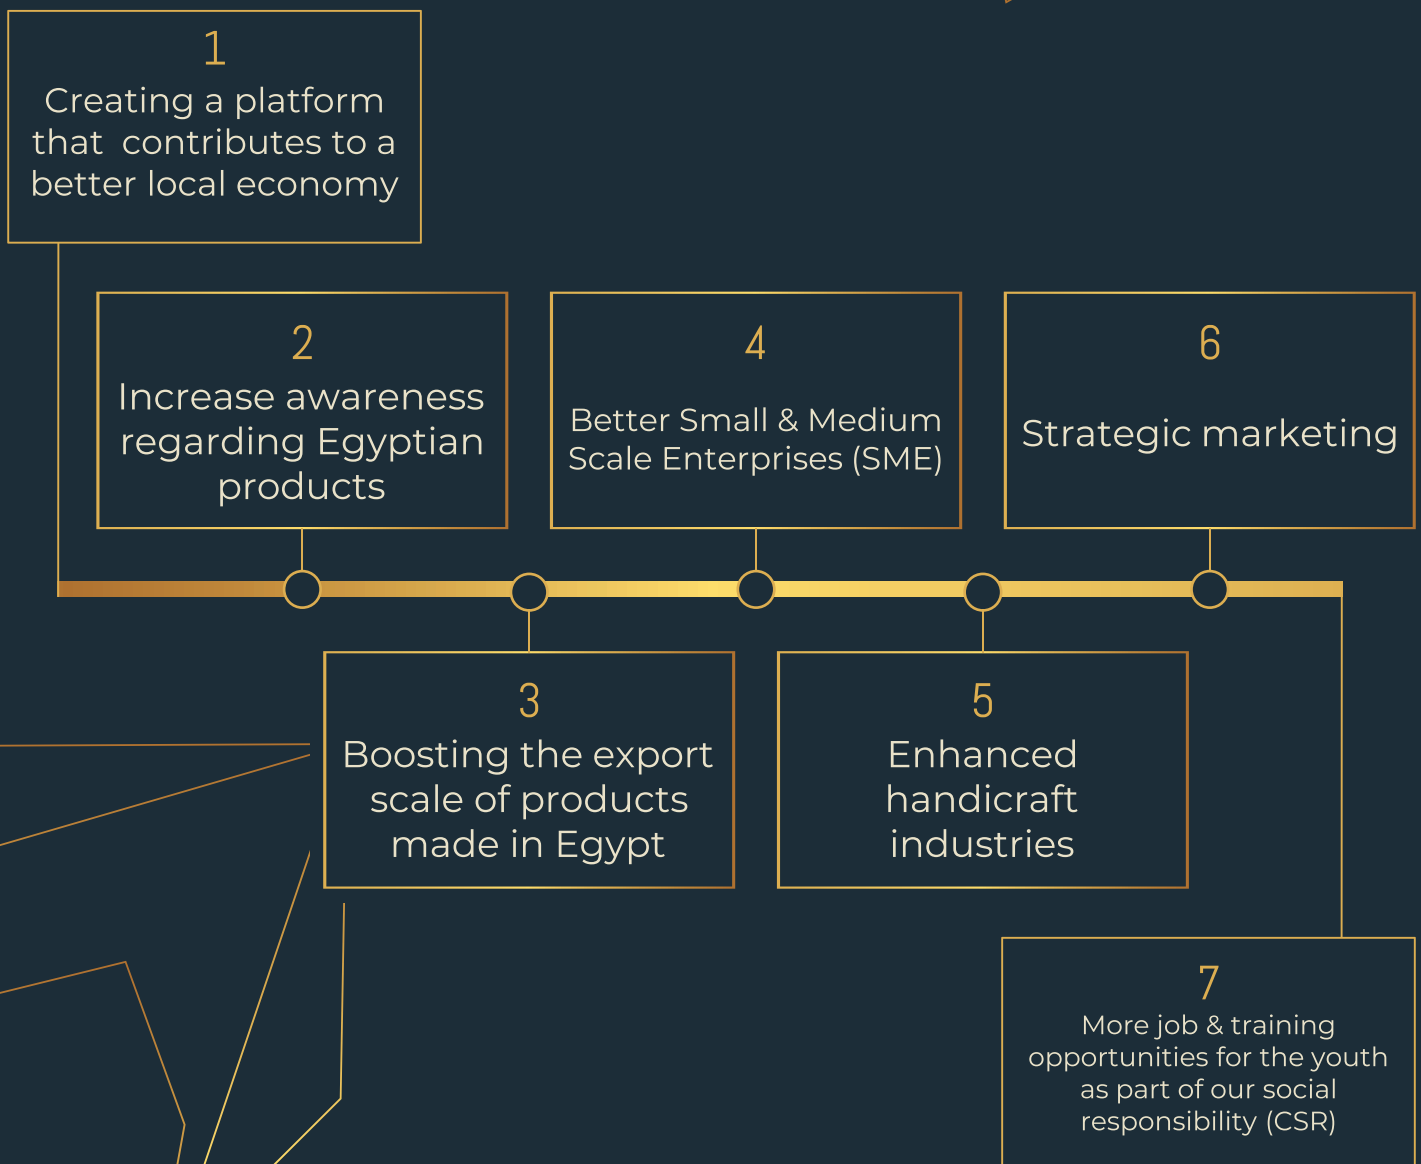 1
Creating a platform
that contributes to a
better local economy
2
Increase awareness
regarding Egyptian
products
4
Better Small & Medium
Scale Enterprises (SME)
6
Strategic marketing
3
Boosting the export
scale of products
made in Egypt
5
Enhanced
handicraft
industries
7
More job & training
opportunities for the youth
as part of our social
responsibility (CSR)